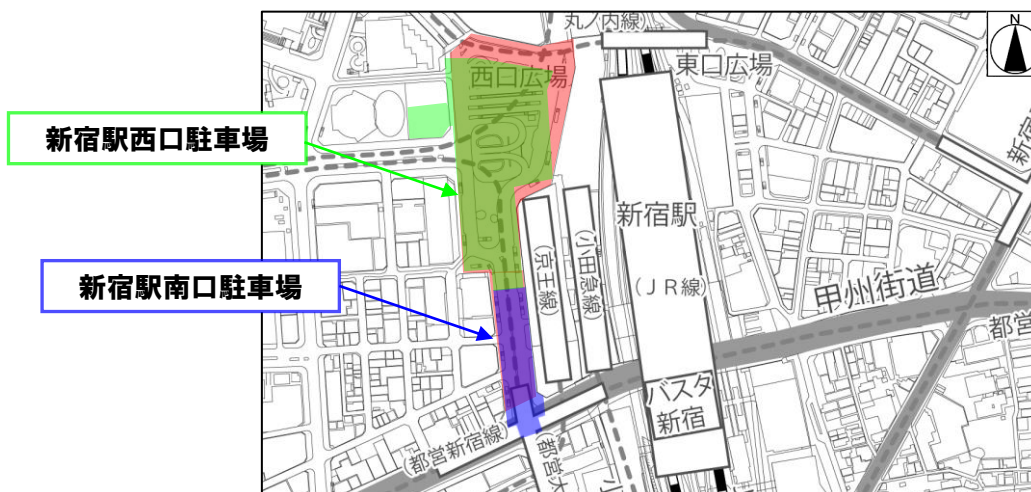 丸ノ内線
西口広場
東口広場
新宿駅西口駐車場
新宿駅
(JR線)
(京王線)
(小田急線)
新宿駅南口駐車場
甲州街道
都営
バスタ
新宿
(都営新宿線)
(都営大
小
新宿